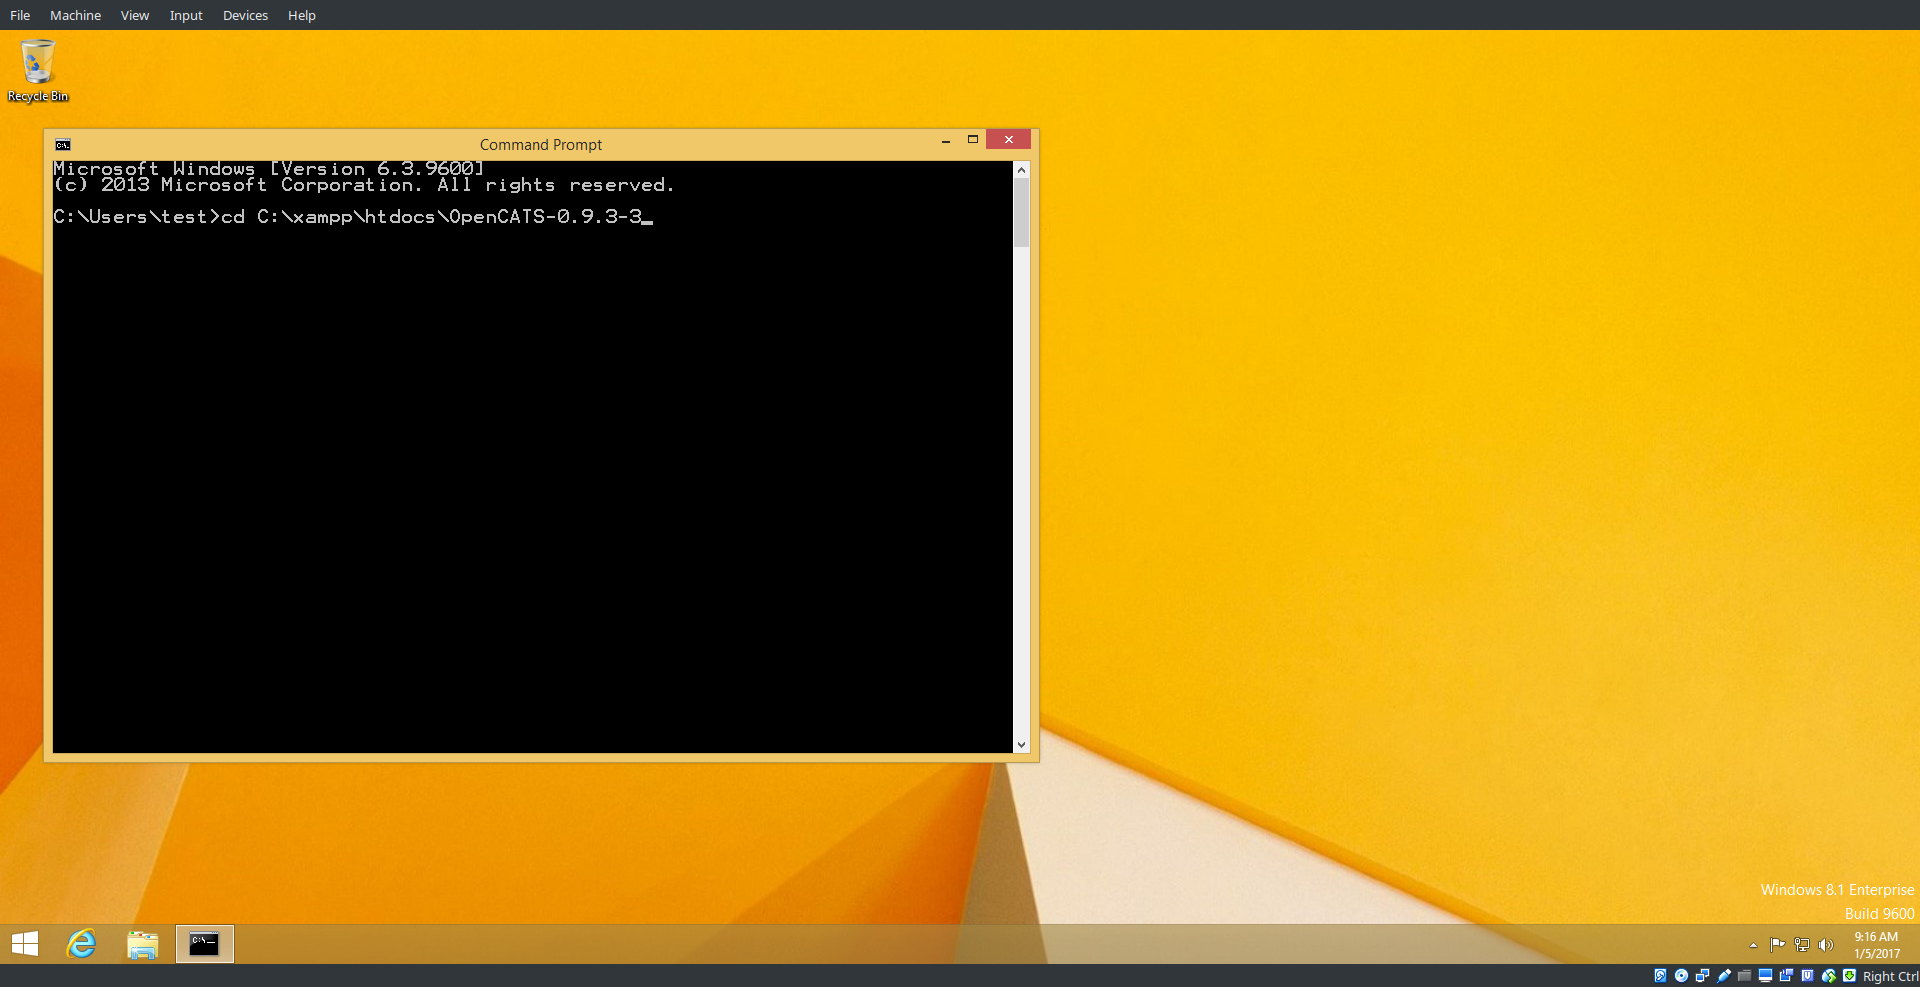 File Machine View Input Devices Help
Recycle Bin
Command Prompt
Microsoft Windows [Version 6.3.9600]
(c) 2013 Microsoft Corporation. All rights reserved.
C:\Users\test>cd C:\xampp\htdocs\OpenCATS-0.9.3-3_
Windows 8.1 Enterprise
Build 9600
9:16 AM
1/5/2017
Right Ctrl